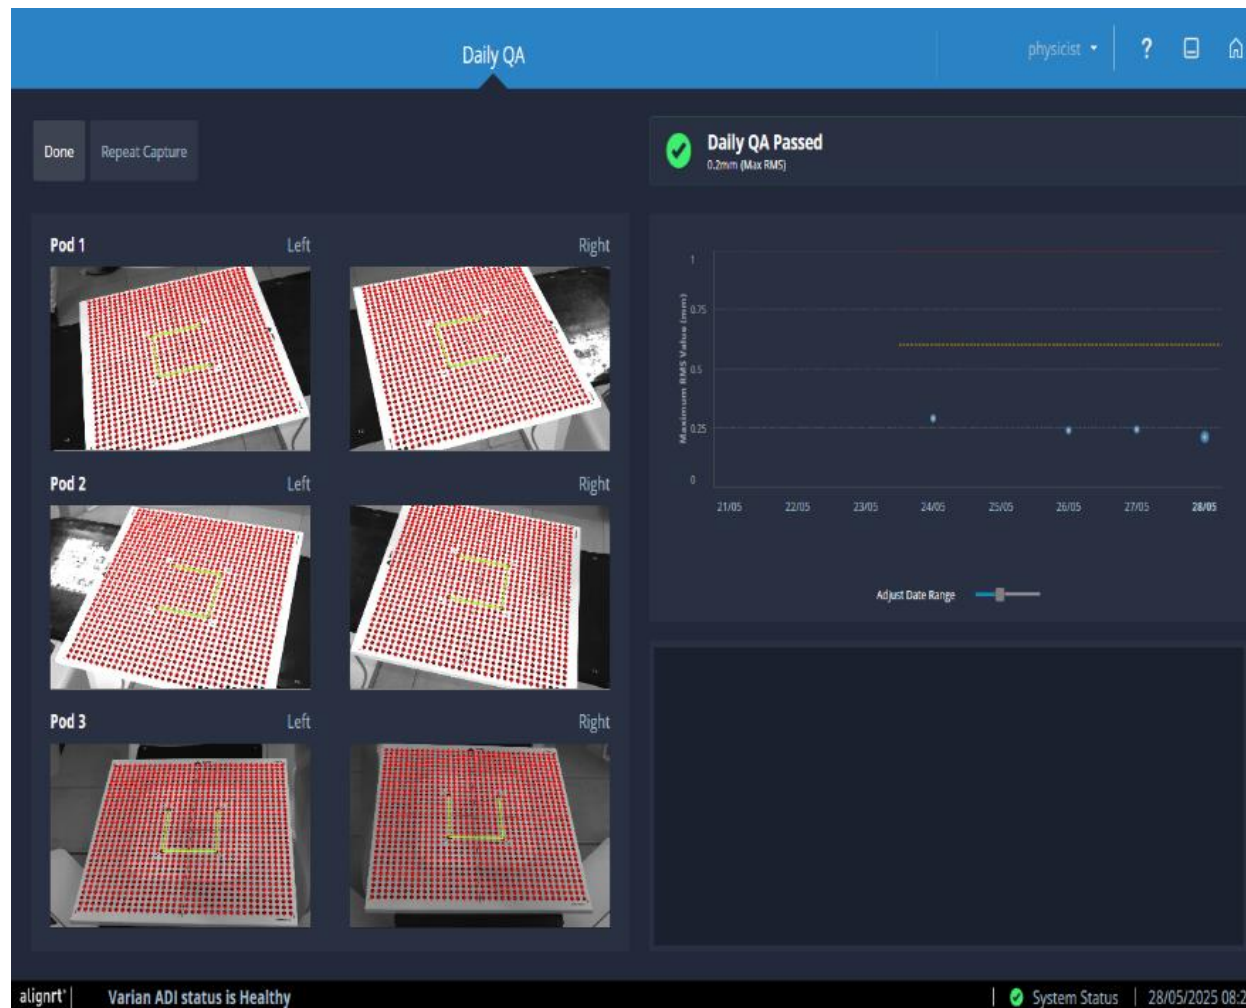 Daily QA
physicist
?
Done
Repeat Capture
Daily QA Passed
0.2mm (Max RMS)
Pod 1
Left
Right
Pod 2
Left
Right
Pod 3
Left
Right
Maximum RMS Value (mm)
1
0.75
0.5
0.25
0
21/05
22/05
23/05
24/05
25/05
26/05
27/05
28/05
Adjust Date Range
alignrt
Varian ADI status is Healthy
System Status
28/05/2025 08:2